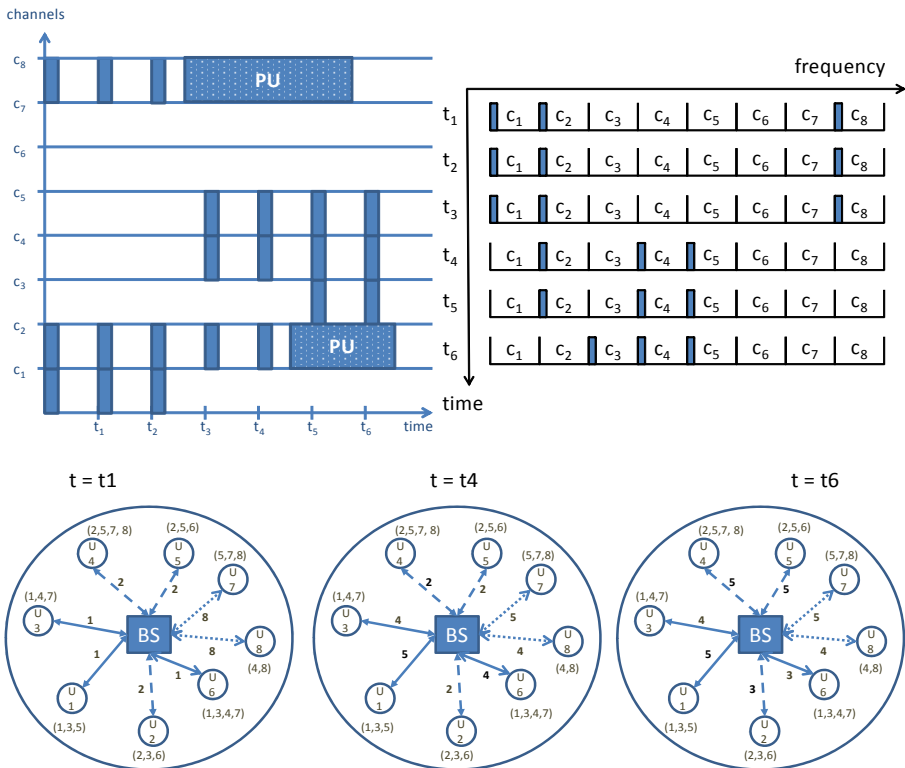 channels
c8
PU
c7
c6
c5
c4
c3
c2
PU
c1
t1 t2 t3 t4 t5 t6 time
frequency
t1 c1 c2 c3 c4 c5 c6 c7 c8
t2 c1 c2 c3 c4 c5 c6 c7 c8
t3 c1 c2 c3 c4 c5 c6 c7 c8
t4 c1 c2 c3 c4 c5 c6 c7 c8
t5 c1 c2 c3 c4 c5 c6 c7 c8
t6 c1 c2 c3 c4 c5 c6 c7 c8
time
t = t1
(2,5,7, 8) (2,5,6)
U 4
U 5
(5,7,8)
U 7
2 2
(1,4,7)
U 3
1
8
BS
8
U 8
(4,8)
1
1
U 6
(1,3,4,7)
U 1
(1,3,5)
2
U 2
(2,3,6)
t = t4
(2,5,7, 8) (2,5,6)
U 4
U 5
(5,7,8)
U 7
2 2
(1,4,7)
U 3
4
5
BS
4
U 8
(4,8)
5
4
U 6
(1,3,4,7)
U 1
(1,3,5)
2
U 2
(2,3,6)
t = t6
(2,5,7, 8) (2,5,6)
U 4
U 5
(5,7,8)
U 7
5 5
(1,4,7)
U 3
4
5
BS
4
U 8
(4,8)
5
3
U 6
(1,3,4,7)
U 1
(1,3,5)
3
U 2
(2,3,6)